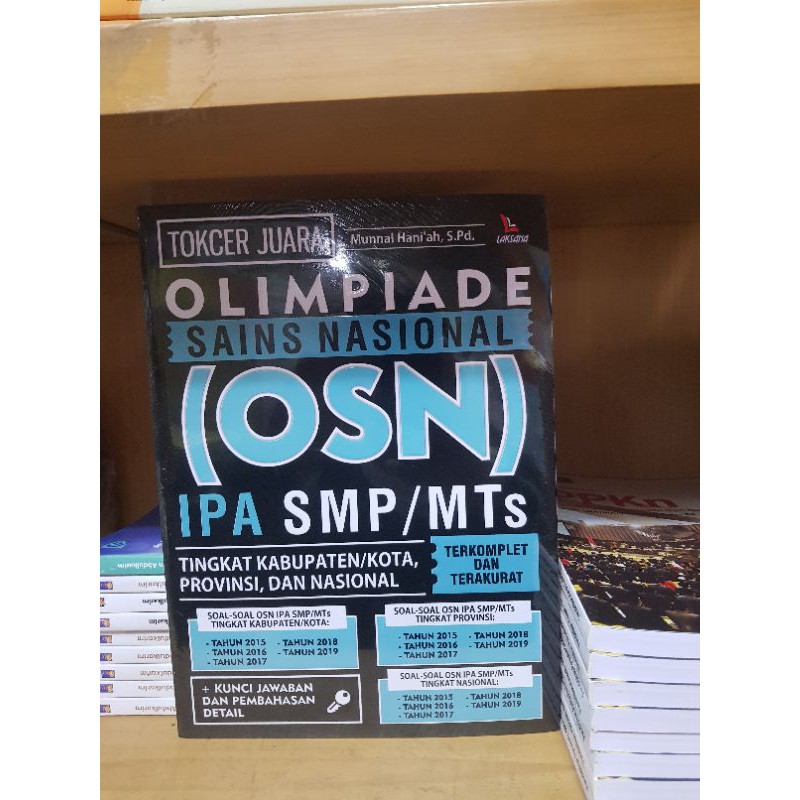 TOKCER JUARA
Munnal Hani'ah, S.Pd.
LAKSANA
OLIMPIADE
SAINS NASIONAL
(OSN)
IPA SMP/MTs
TINGKAT KABUPATEN/KOTA,
PROVINSI, DAN NASIONAL
TERKOMPLET
DAN
TERAKURAT
SOAL-SOAL OSN IPA SMP/MTs
TINGKAT KABUPATEN/KOTA:
- TAHUN 2015 - TAHUN 2018
- TAHUN 2016 - TAHUN 2019
- TAHUN 2017
+ KUNCI JAWABAN
DAN PEMBAHASAN
DETAIL
SOAL-SOAL OSN IPA SMP/MTs
TINGKAT PROVINSI:
- TAHUN 2015 - TAHUN 2018
- TAHUN 2016 - TAHUN 2019
- TAHUN 2017
SOAL-SOAL OSN IPA SMP/MTs
TINGKAT NASIONAL:
- TAHUN 2015 - TAHUN 2018
- TAHUN 2016 - TAHUN 2019
- TAHUN 2017
PPKn
Abdulkarim